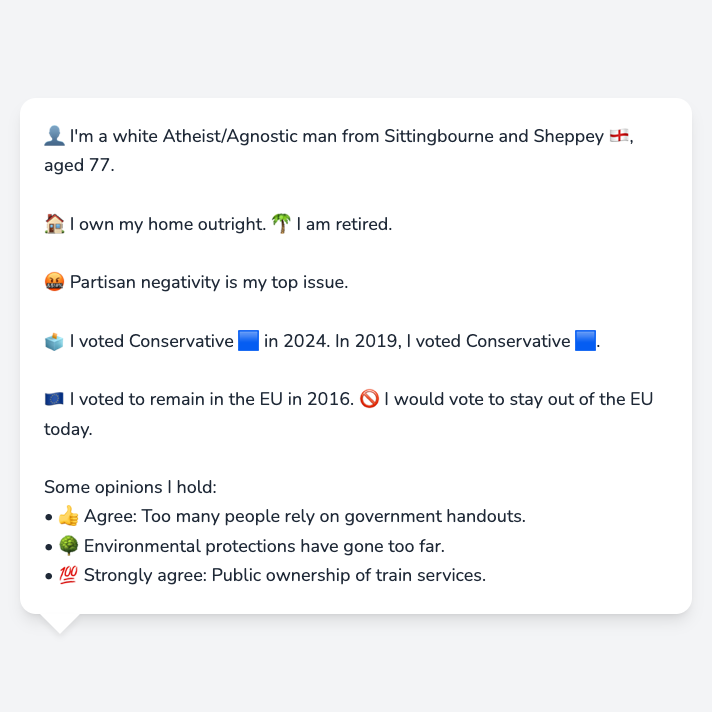 👤 I'm a white Atheist/Agnostic man from Sittingbourne and Sheppey 🏴󠁧󠁢󠁥󠁮󠁧󠁿,
aged 77.
🏠 I own my home outright. 🌴 I am retired.
🤬 Partisan negativity is my top issue.
🗳️ I voted Conservative 🟦 in 2024. In 2019, I voted Conservative 🟦.
🇪🇺 I voted to remain in the EU in 2016. 🚫 I would vote to stay out of the EU
today.
Some opinions I hold:
• 👍 Agree: Too many people rely on government handouts.
• 🌳 Environmental protections have gone too far.
• 💯 Strongly agree: Public ownership of train services.